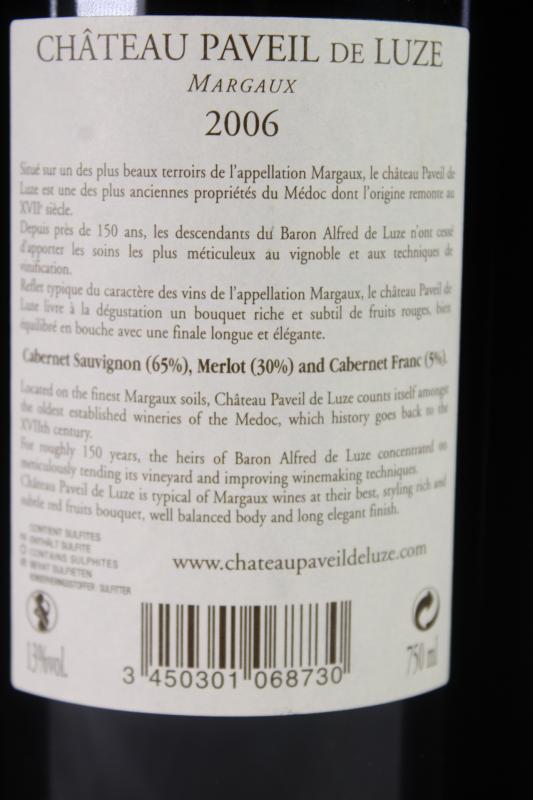 CHÂTEAU PAVEIL DE LUZE
MARGAUX
2006
Situé sur un des plus beaux terroirs de l'appellation Margaux, le château Paveil de
Luze est une des plus anciennes propriétés du Médoc dont l'origine remonte au
XVIIe siècle.
Depuis près de 150 ans, les descendants du Baron Alfred de Luze n'ont cessé
d'apporter les soins les plus méticuleux au vignoble et aux techniques de
vinification.
Reflet typique du caractère des vins de l'appellation Margaux, le château Paveil de
Luze livre à la dégustation un bouquet riche et subtil de fruits rouges, bien
équilibré en bouche avec une finale longue et élégante.
Cabernet Sauvignon (65%), Merlot (30%) and Cabernet Franc (5%).
Located on the finest Margaux soils, Château Paveil de Luze counts itself amongst
the oldest established wineries of the Medoc, which history goes back to the
XVIIth century.
For roughly 150 years, the heirs of Baron Alfred de Luze concentrated on
meticulously tending its vineyard and improving winemaking techniques.
Château Paveil de Luze is typical of Margaux wines at their best, styling rich and
subtle red fruits bouquet, well balanced body and long elegant finish.
CONTIENT SULFITES
ENTHÄLT SULFITE
CONTAINS SULPHITES
BEVAT SULFIETEN
SULFITTER
www.chateaupaveildeluze.com
13%vol.
3 450301 068730
750 ml